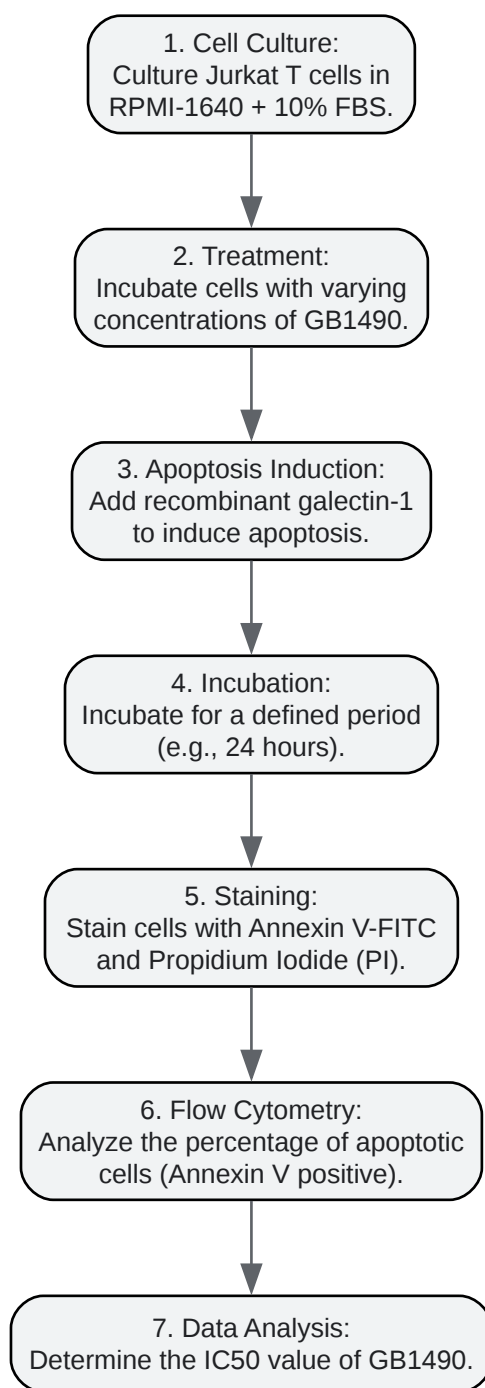 1. Cell Culture:
Culture Jurkat T cells in
RPMI-1640 + 10% FBS.
2. Treatment:
Incubate cells with varying
concentrations of GB1490.
3. Apoptosis Induction:
Add recombinant galectin-1
to induce apoptosis.
4. Incubation:
Incubate for a defined period
(e.g., 24 hours).
5. Staining:
Stain cells with Annexin V-FITC
and Propidium Iodide (PI).
6. Flow Cytometry:
Analyze the percentage of apoptotic
cells (Annexin V positive).
7. Data Analysis:
Determine the IC50 value of GB1490.